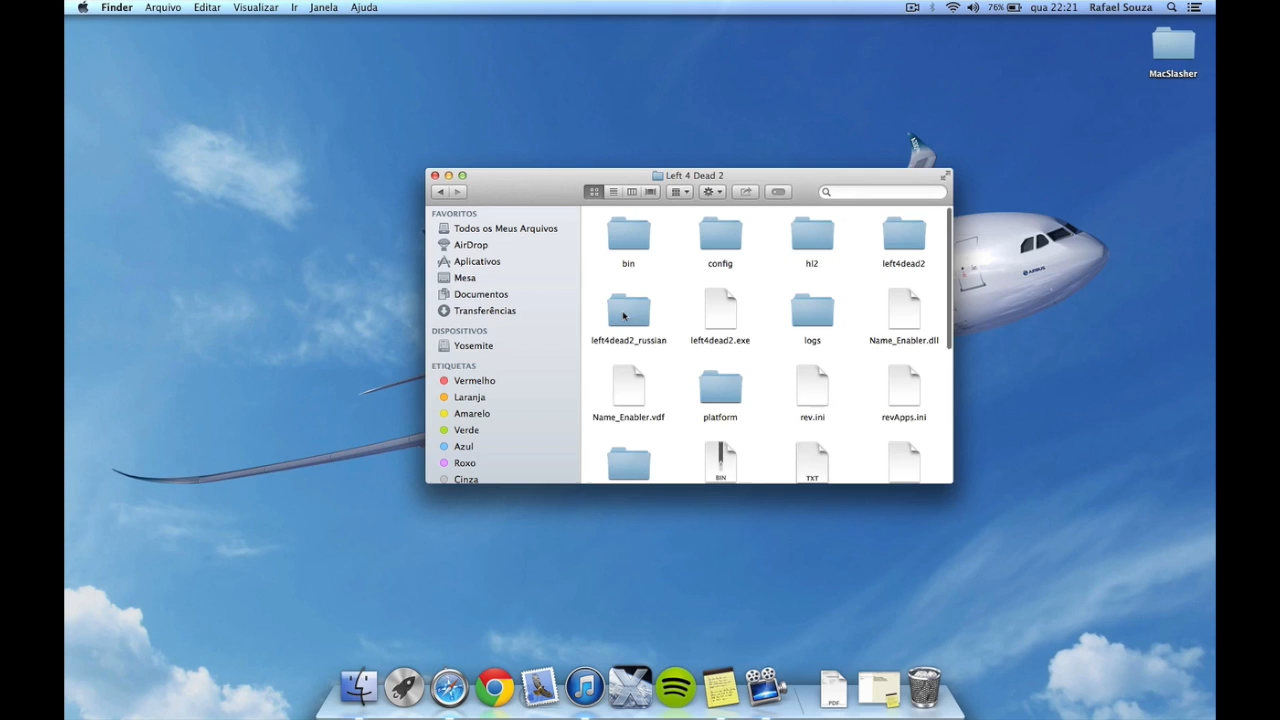 Finder Arquivo Editar Visualizar Ir Janela Ajuda 76% qua 22:21 Rafael Souza
MacSlasher
Left 4 Dead 2
FAVORITOS
Todos os Meus Arquivos
AirDrop
Aplicativos
Mesa
Documentos
Transferências
DISPOSITIVOS
Yosemite
ETIQUETAS
Vermelho
Laranja
Amarelo
Verde
Azul
Roxo
Cinza
bin config hl2 left4dead2
left4dead2_russian left4dead2.exe logs Name_Enabler.dll
Name_Enabler.vdf platform rev.ini revApps.ini
BIN TXT
AIRBUS
PDF